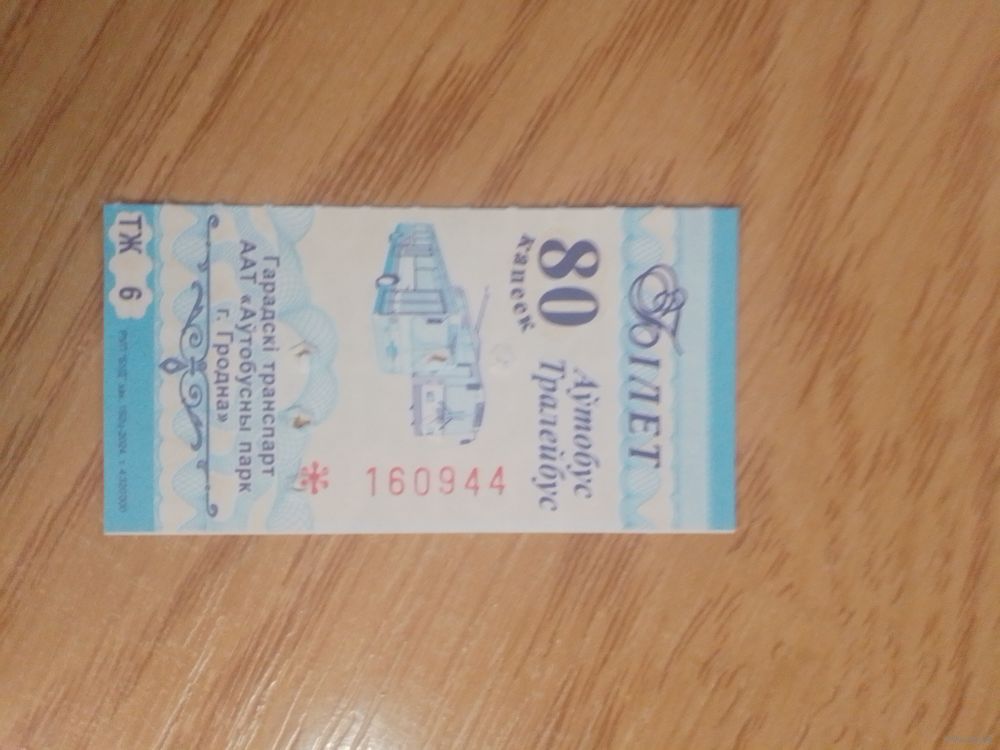 Білет
Аўтобус
Тралейбус
80
капеек
160944
Гарадскі транспарт
ААТ «Аўтобусны парк
г. Гродна»
ТЖ 6